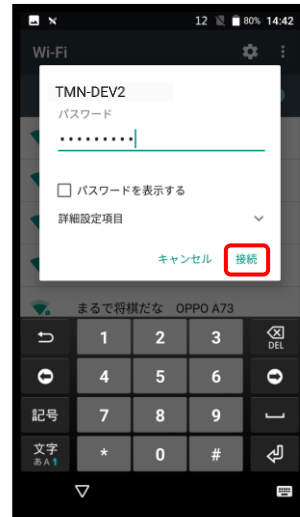 12 80% 14:42
Wi-Fi
TMN-DEV2
パスワード
•••••••••
パスワードを表示する
詳細設定項目
キャンセル 接続
まるで将棋だな OPPO A73
1 2 3 DEL
4 5 6
記号 7 8 9
文字 * 0 #
あA1